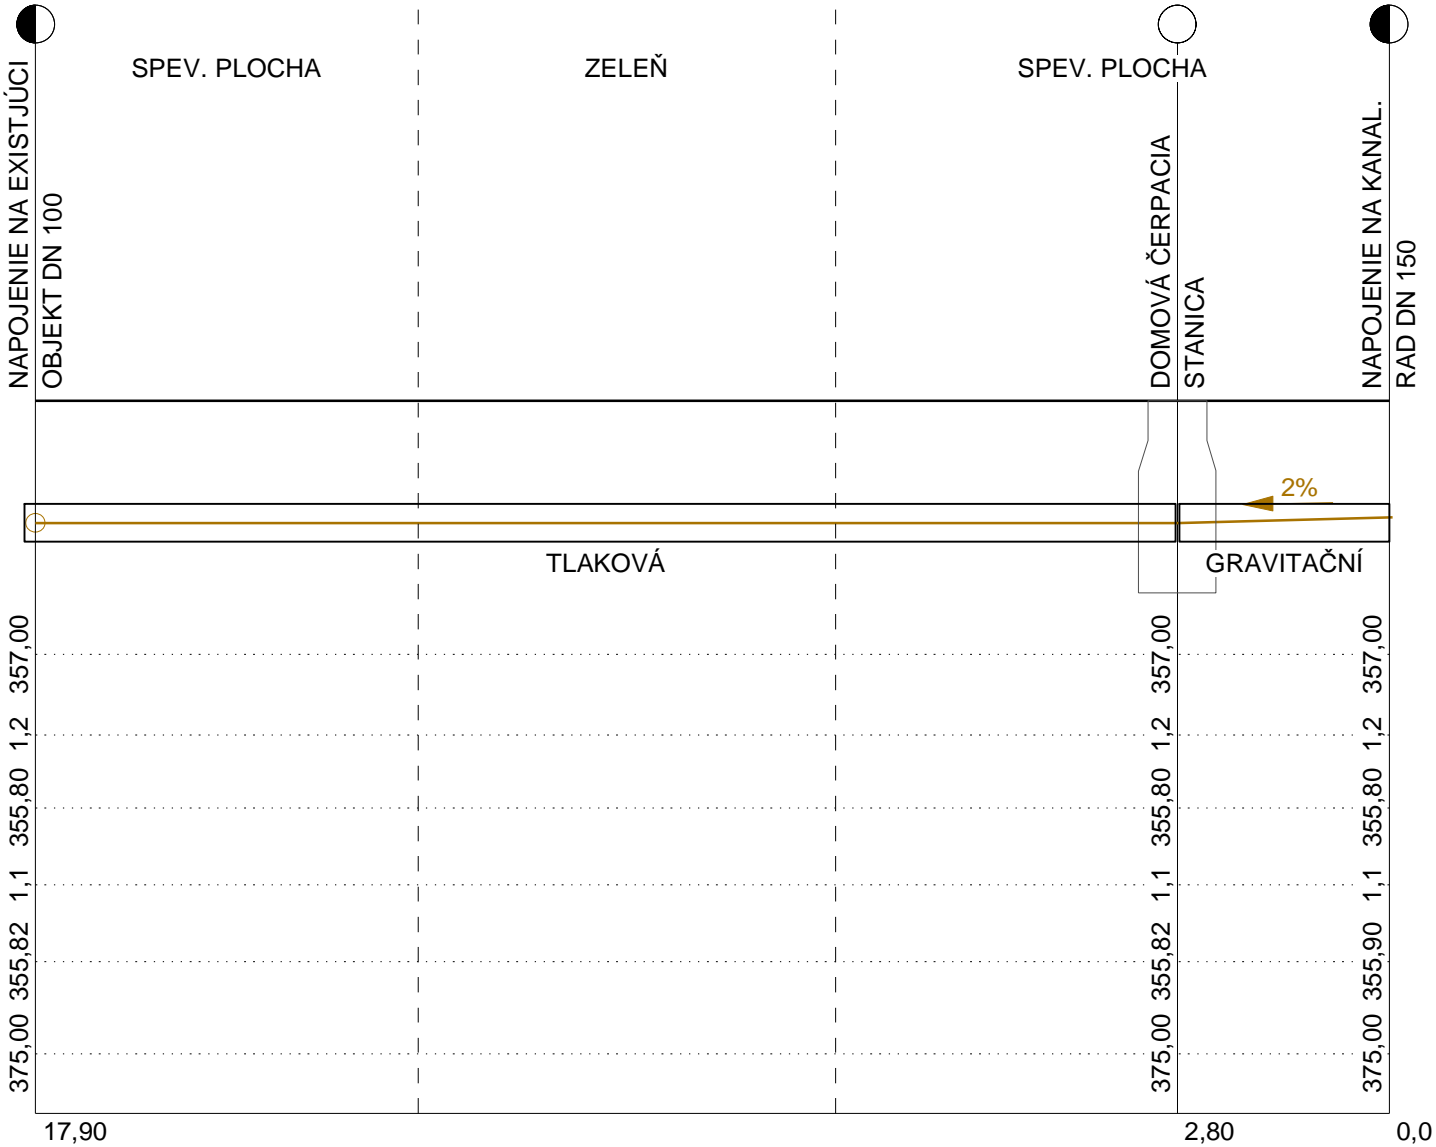 SPEV. PLOCHA
ZELEŇ
SPEV. PLOCHA
NAPOJENIE NA EXISTJÚCI
OBJEKT DN 100
DOMOVÁ ČERPACIA
STANICA
NAPOJENIE NA KANAL.
RAD DN 150
2%
TLAKOVÁ
GRAVITAČNÍ
357,00
357,00
357,00
1,2
1,2
1,2
355,80
355,80
355,80
1,1
1,1
1,1
355,82
355,82
355,90
375,00
375,00
375,00
17,90
2,80
0,0